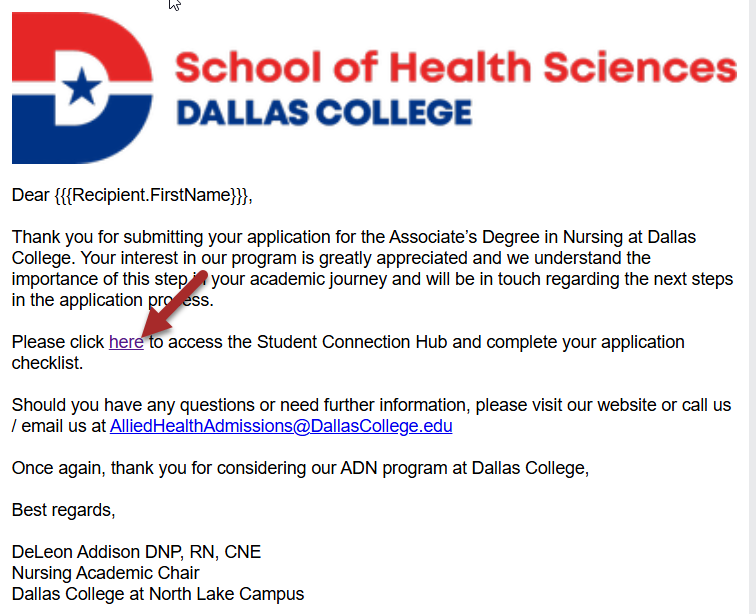 School of Health Sciences
DALLAS COLLEGE
Dear {{{Recipient.FirstName}}},
Thank you for submitting your application for the Associate’s Degree in Nursing at Dallas
College. Your interest in our program is greatly appreciated and we understand the
importance of this step in your academic journey and will be in touch regarding the next steps
in the application process.
Please click here to access the Student Connection Hub and complete your application
checklist.
Should you have any questions or need further information, please visit our website or call us
/ email us at AlliedHealthAdmissions@DallasCollege.edu
Once again, thank you for considering our ADN program at Dallas College,
Best regards,
DeLeon Addison DNP, RN, CNE
Nursing Academic Chair
Dallas College at North Lake Campus